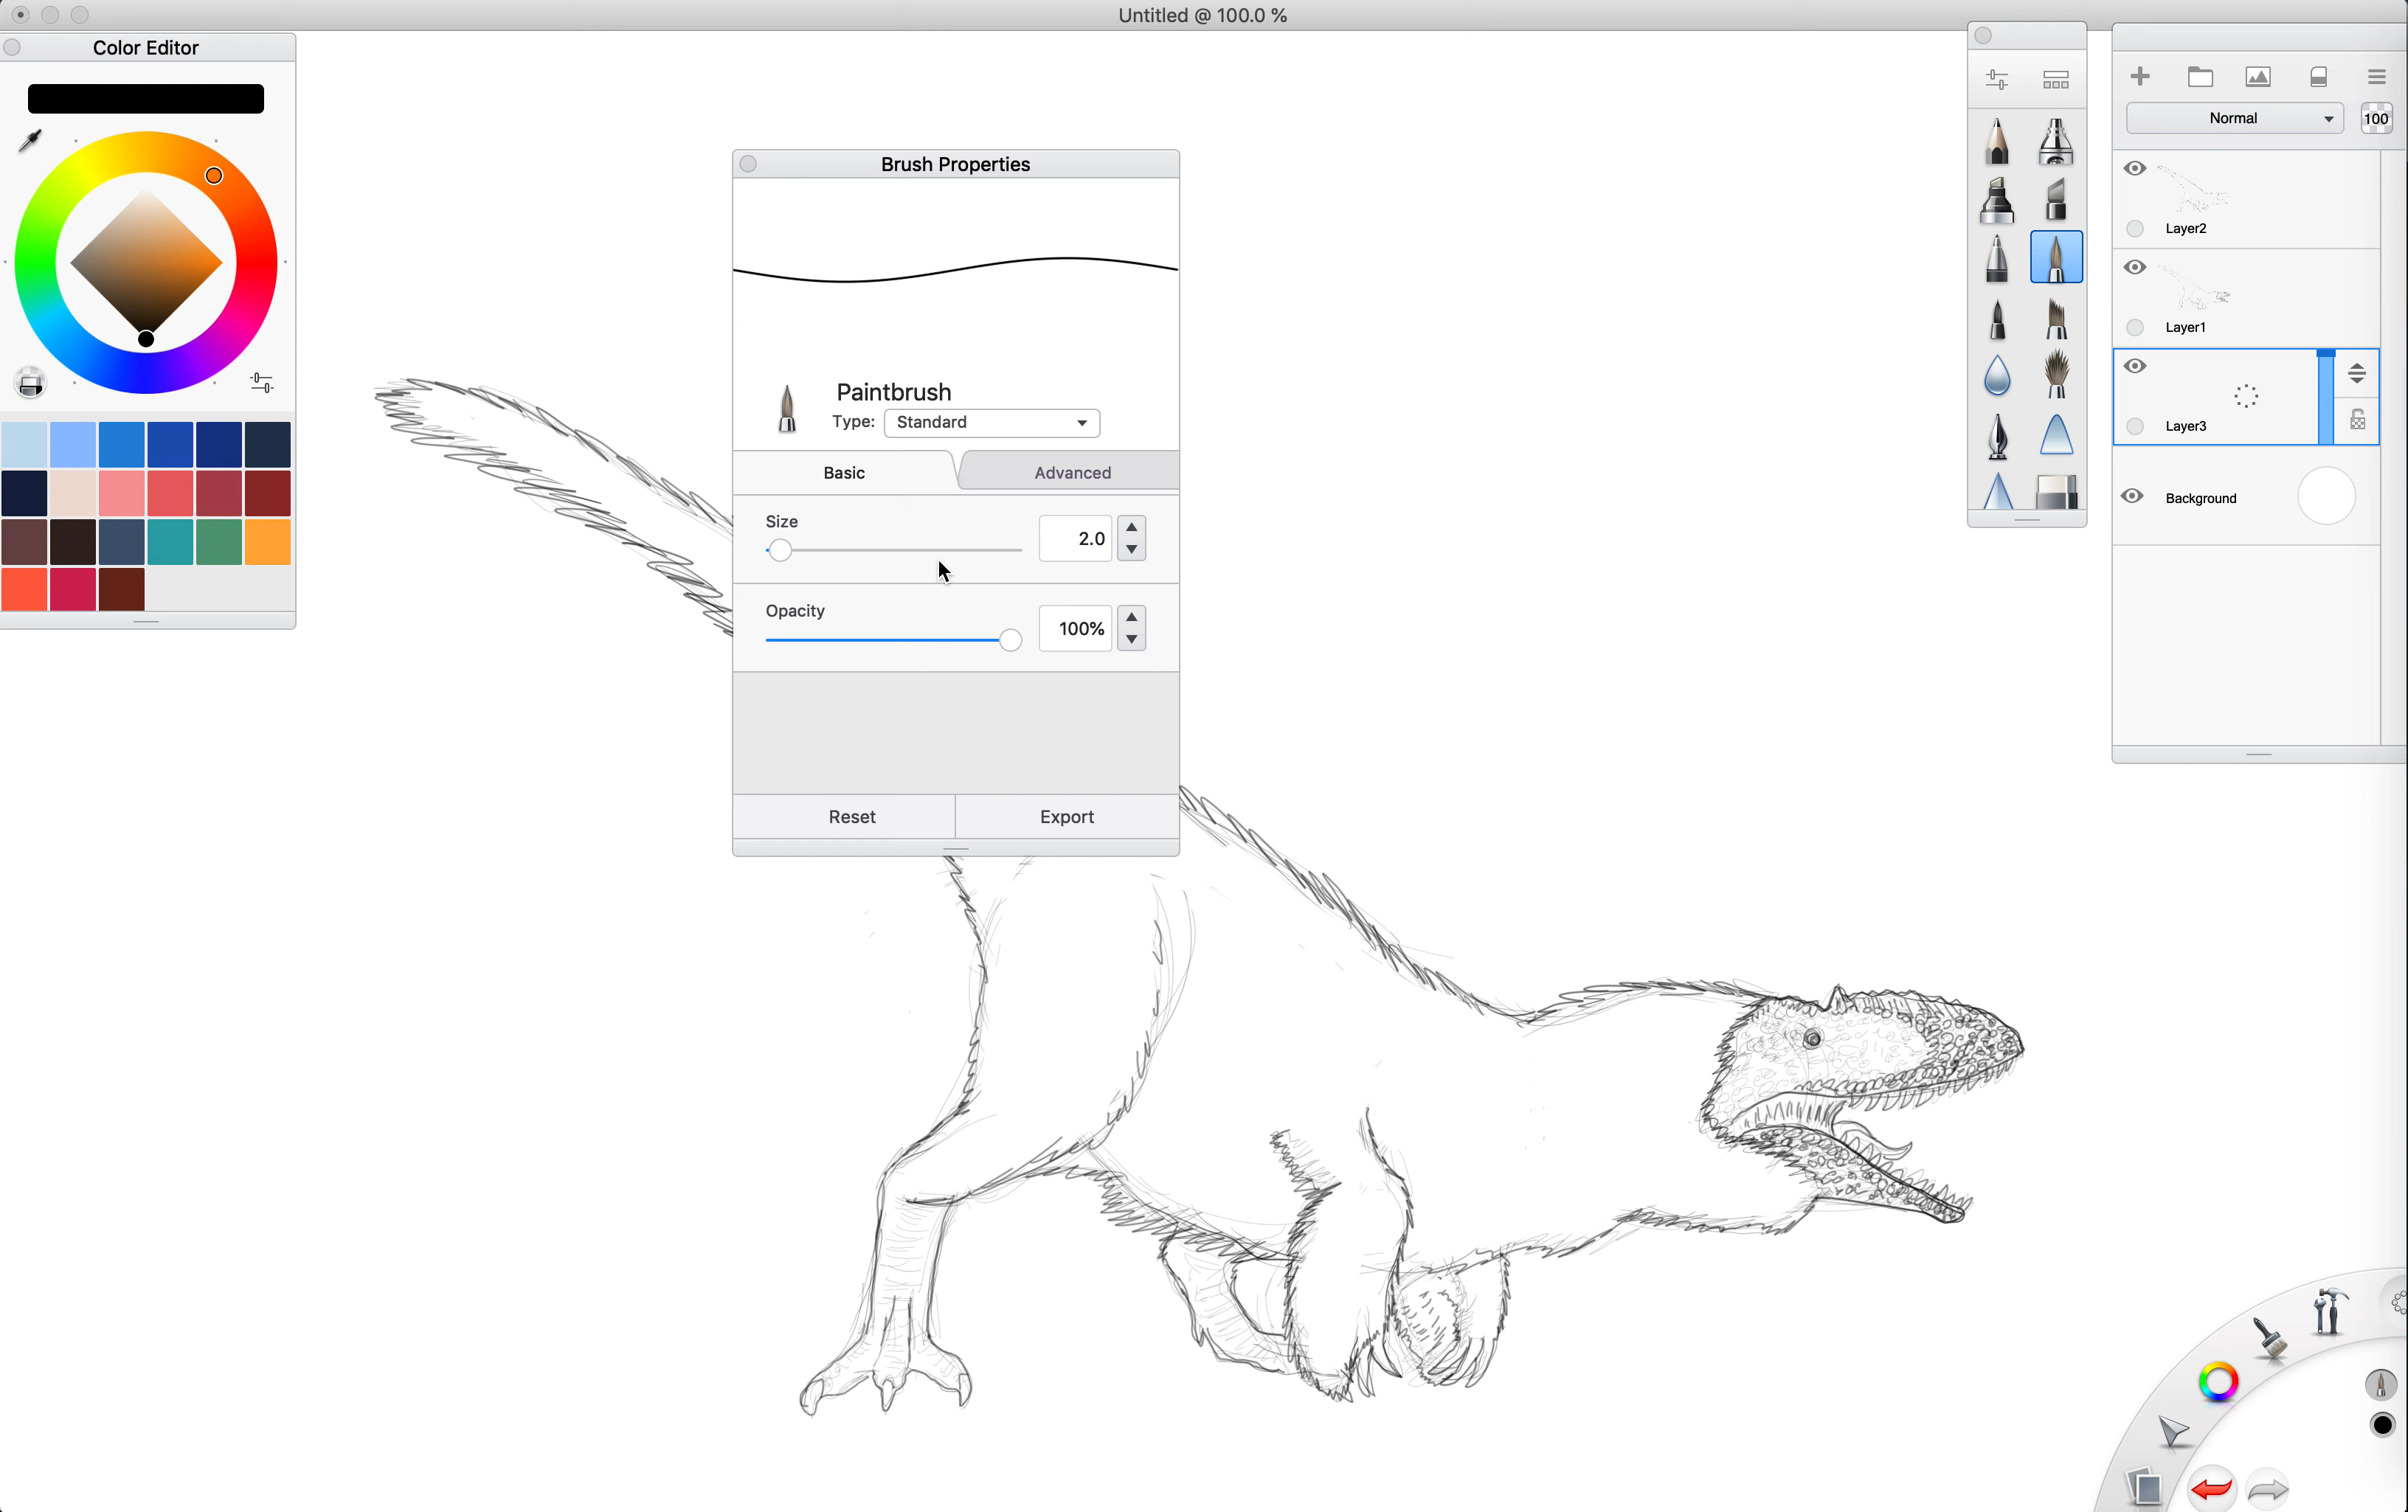 Untitled @ 100.0 %
Color Editor
Brush Properties
Paintbrush
Type: Standard
Basic
Advanced
Size
2.0
Opacity
100%
Reset
Export
Normal
100
Layer2
Layer1
Layer3
Background